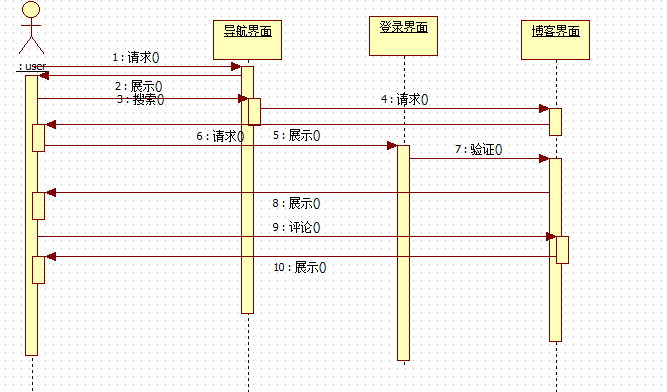 导航界面
登录界面
博客界面
: user
1 : 请求()
2 : 展示()
3 : 搜索()
4 : 请求()
5 : 展示()
6 : 请求()
7 : 验证()
8 : 展示()
9 : 评论()
10 : 展示()